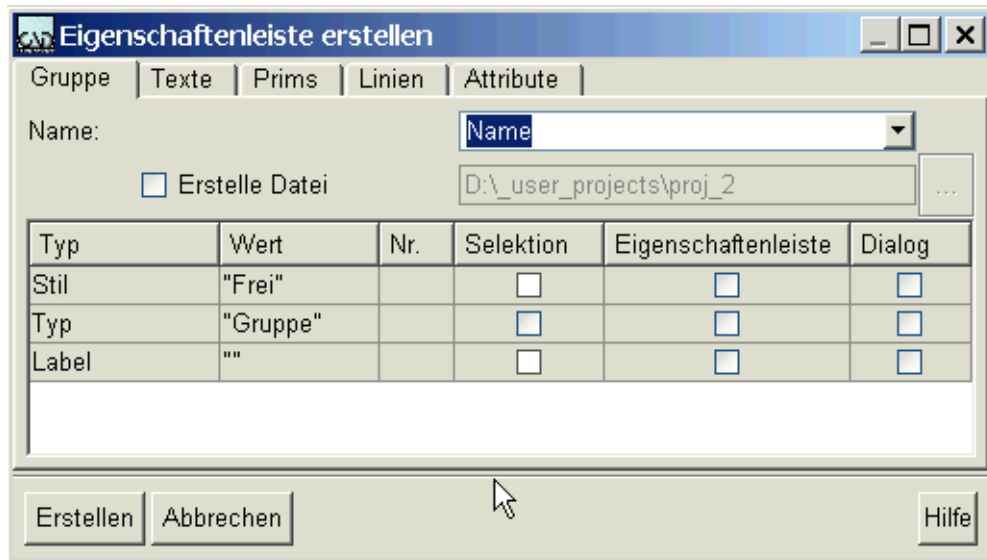 CAD
Eigenschaftenleiste erstellen
Gruppe Texte Prims Linien Attribute
Name: Name
Erstelle Datei D:\_user_projects\proj_2 ...
Typ Wert Nr. Selektion Eigenschaftenleiste Dialog
Stil "Frei"
Typ "Gruppe"
Label ""
Erstellen Abbrechen Hilfe